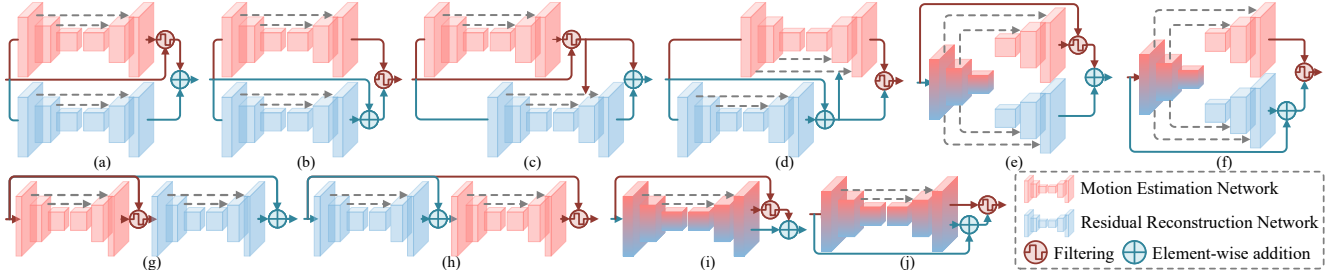 (a) (b) (c) (d) (e) (f)
Motion Estimation Network
Residual Reconstruction Network
Filtering Element-wise addition
(g) (h) (i) (j)